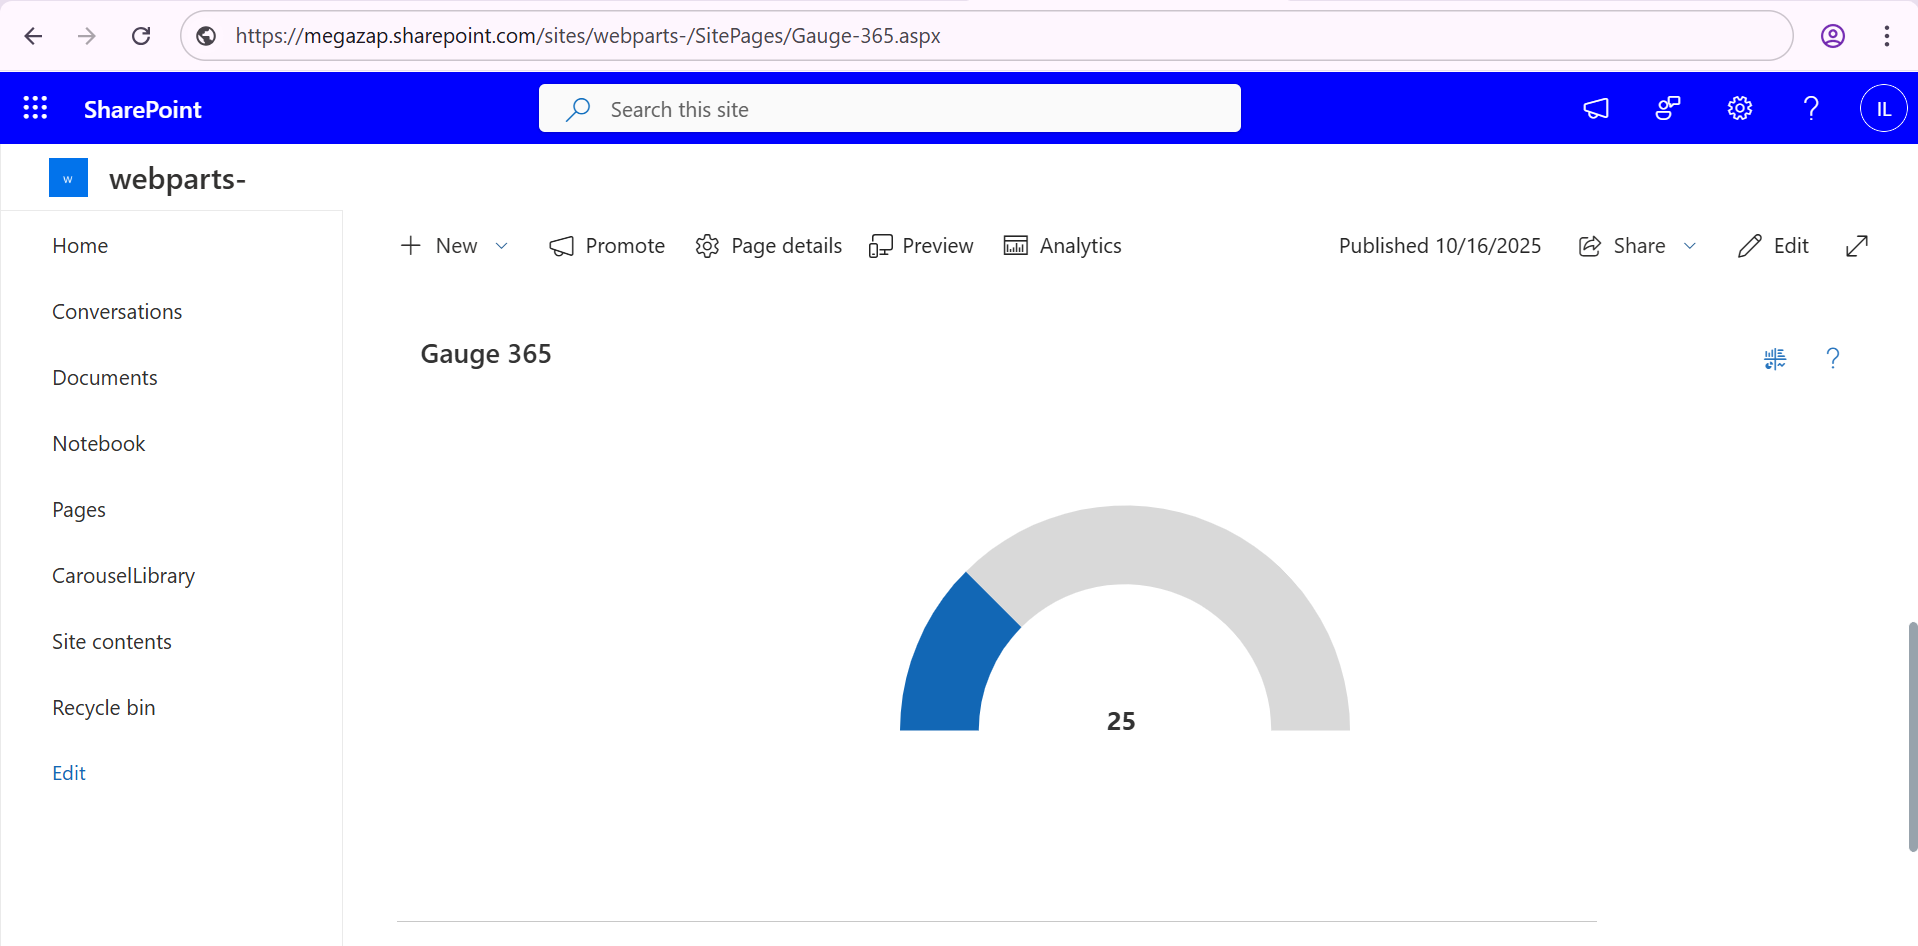 https://megazap.sharepoint.com/sites/webparts-/SitePages/Gauge-365.aspx
SharePoint
Search this site
IL
W
webparts-
Home
Conversations
Documents
Notebook
Pages
CarouselLibrary
Site contents
Recycle bin
Edit
New
Promote
Page details
Preview
Analytics
Published 10/16/2025
Share
Edit
Gauge 365
25